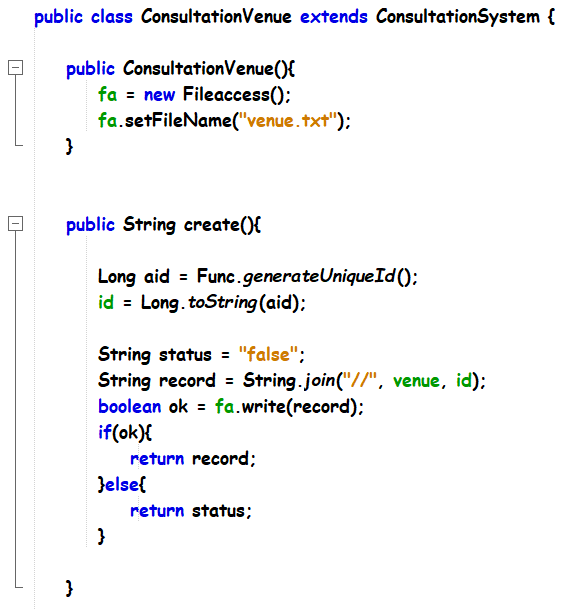 public class ConsultationVenue extends ConsultationSystem {
public ConsultationVenue(){
fa = new Fileaccess();
fa.setFileName("venue.txt");
}
public String create(){
Long aid = Func.generateUniqueId();
id = Long.toString(aid);
String status = "false";
String record = String.join("//", venue, id);
boolean ok = fa.write(record);
if(ok){
return record;
}else{
return status;
}
}